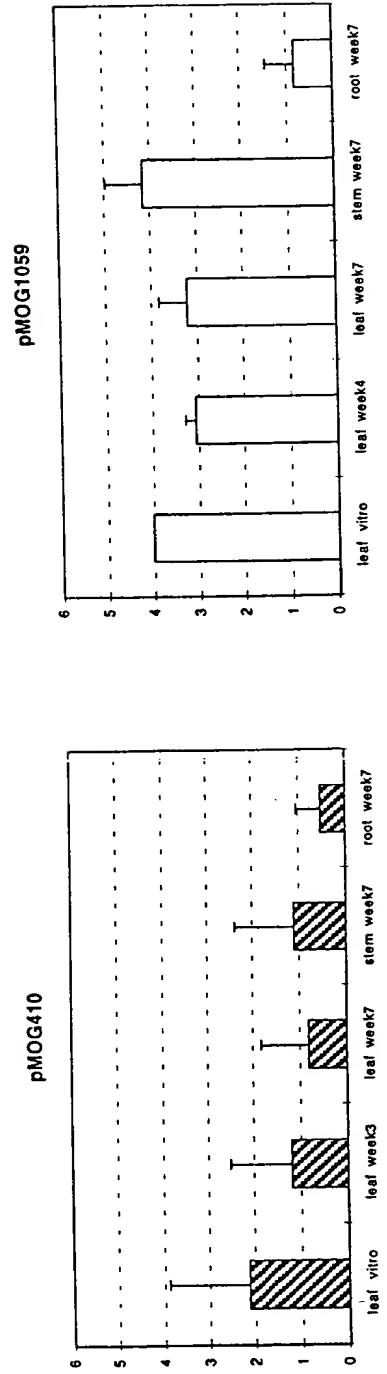 pMOG410
6
5
4
3
2
1
0
leaf vitro
leaf week3
leaf week7
stem week7
root week7
pMOG1059
6
5
4
3
2
1
0
leaf vitro
leaf week4
leaf week7
stem week7
root week7